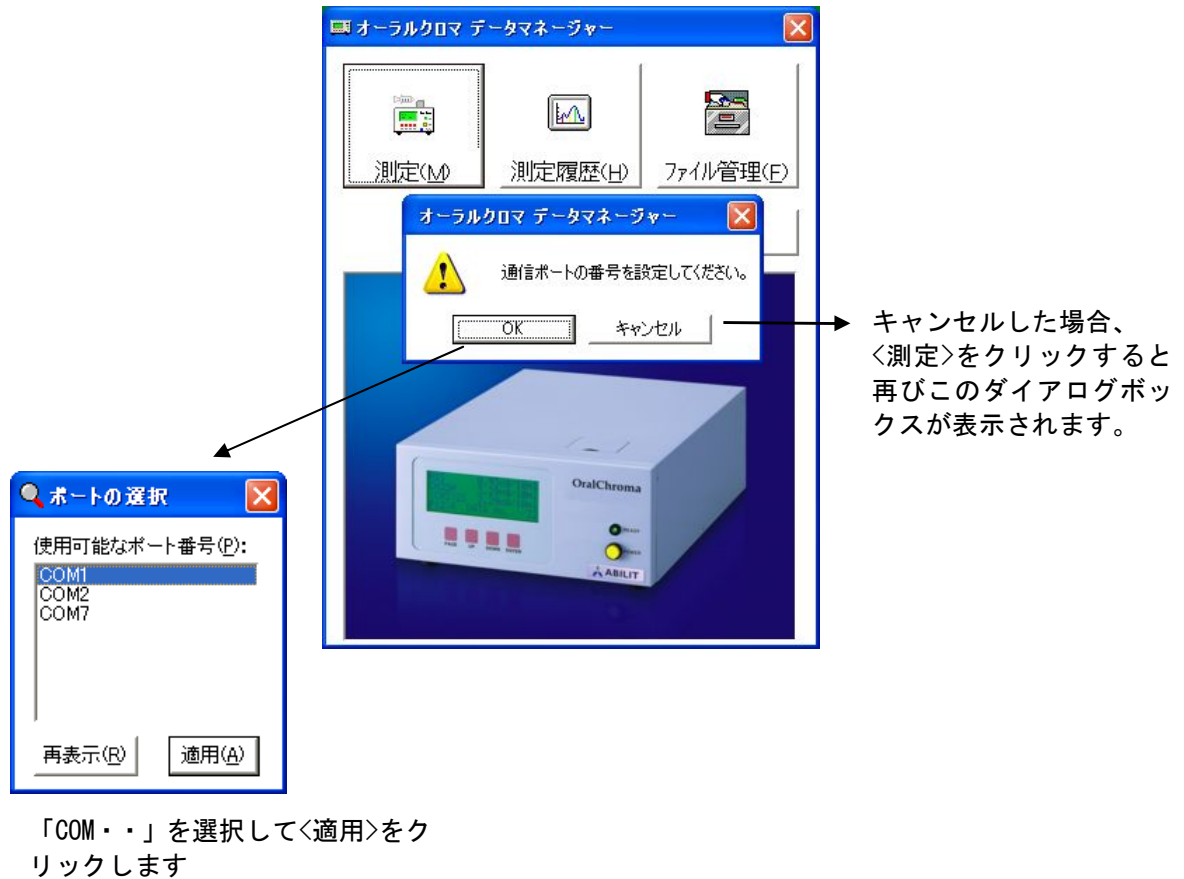 オーラルクロマ データマネージャー
測定(M)
測定履歴(H)
ファイル管理(F)
オーラルクロマ データマネージャー
通信ポートの番号を設定してください。
OK
キャンセル
キャンセルした場合、
<測定>をクリックすると
再びこのダイアログボッ
クスが表示されます。
OralChroma
READY
POWER
PAGE UP DOWN ENTER
ABILIT
ポートの選択
使用可能なポート番号(P):
COM1
COM2
COM7
再表示(R)
適用(A)
「COM・・」を選択して<適用>をク
リックします